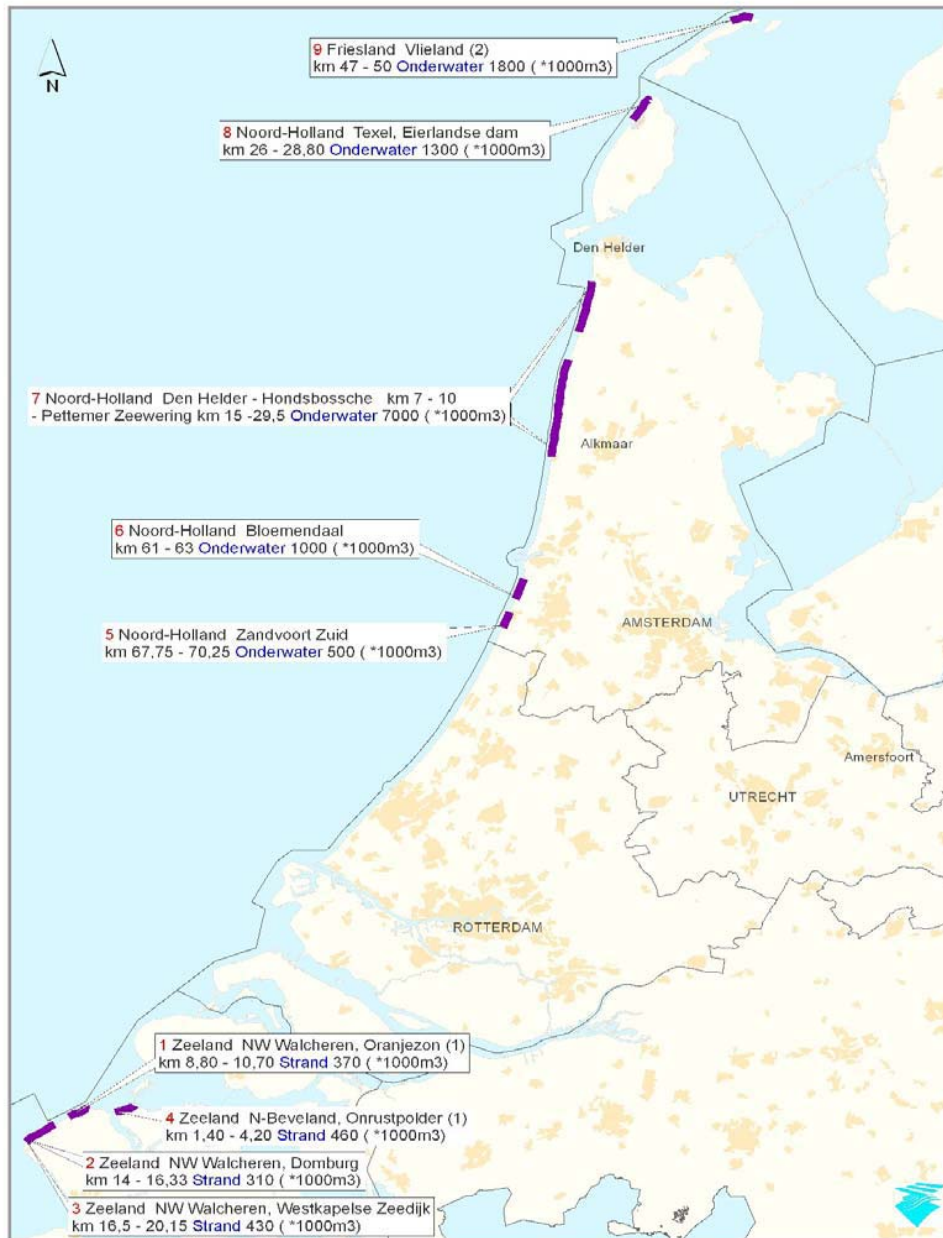 N
9 Friesland Vlieland (2)
km 47 - 50 Onderwater 1800 ( *1000m3)
8 Noord-Holland Texel, Eierlandse dam
km 26 - 28,80 Onderwater 1300 ( *1000m3)
Den Helder
7 Noord-Holland Den Helder - Hondsbossche km 7 - 10
- Pettemer Zeewering km 15 -29,5 Onderwater 7000 ( *1000m3)
Alkmaar
6 Noord-Holland Bloemendaal
km 61 - 63 Onderwater 1000 ( *1000m3)
5 Noord-Holland Zandvoort Zuid
km 67,75 - 70,25 Onderwater 500 ( *1000m3)
AMSTERDAM
Amersfoort
UTRECHT
ROTTERDAM
1 Zeeland NW Walcheren, Oranjezon (1)
km 8,80 - 10,70 Strand 370 ( *1000m3)
4 Zeeland N-Beveland, Onrustpolder (1)
km 1,40 - 4,20 Strand 460 ( *1000m3)
2 Zeeland NW Walcheren, Domburg
km 14 - 16,33 Strand 310 ( *1000m3)
3 Zeeland NW Walcheren, Westkapelse Zeedijk
km 16,5 - 20,15 Strand 430 ( *1000m3)